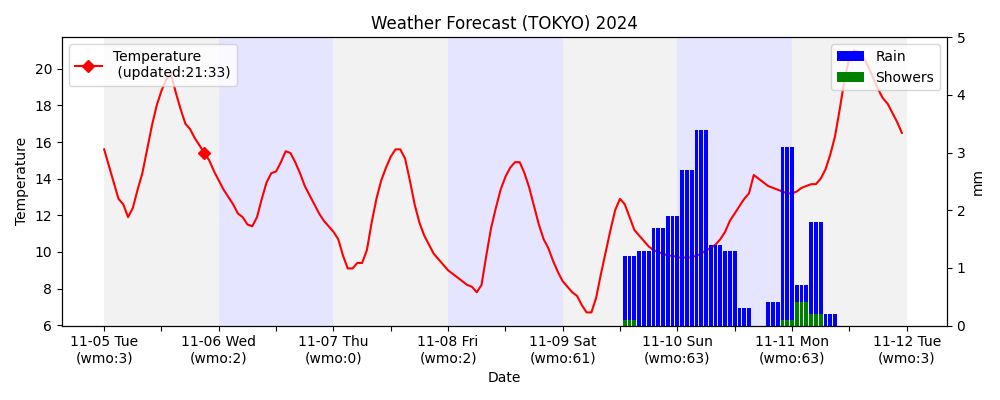 Weather Forecast (TOKYO) 2024
Temperature
(updated:21:33)
Rain
Showers
Temperature
20
18
16
14
12
10
8
6
5
4
3
2
1
0
mm
11-05 Tue
(wmo:3)
11-06 Wed
(wmo:2)
11-07 Thu
(wmo:0)
11-08 Fri
(wmo:2)
11-09 Sat
(wmo:61)
11-10 Sun
(wmo:63)
11-11 Mon
(wmo:63)
11-12 Tue
(wmo:3)
Date